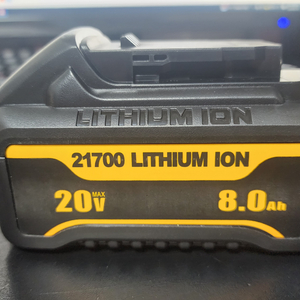 LITHIUM ION
21700 LITHIUM ION
20V MAX 8.0Ah